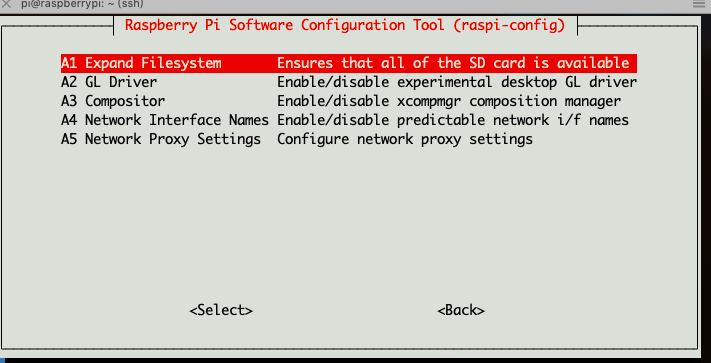 pi@raspberrypi: ~ (ssh)
Raspberry Pi Software Configuration Tool (raspi-config)
A1 Expand Filesystem Ensures that all of the SD card is available
A2 GL Driver Enable/disable experimental desktop GL driver
A3 Compositor Enable/disable xcompmgr composition manager
A4 Network Interface Names Enable/disable predictable network i/f names
A5 Network Proxy Settings Configure network proxy settings
<Select> <Back>